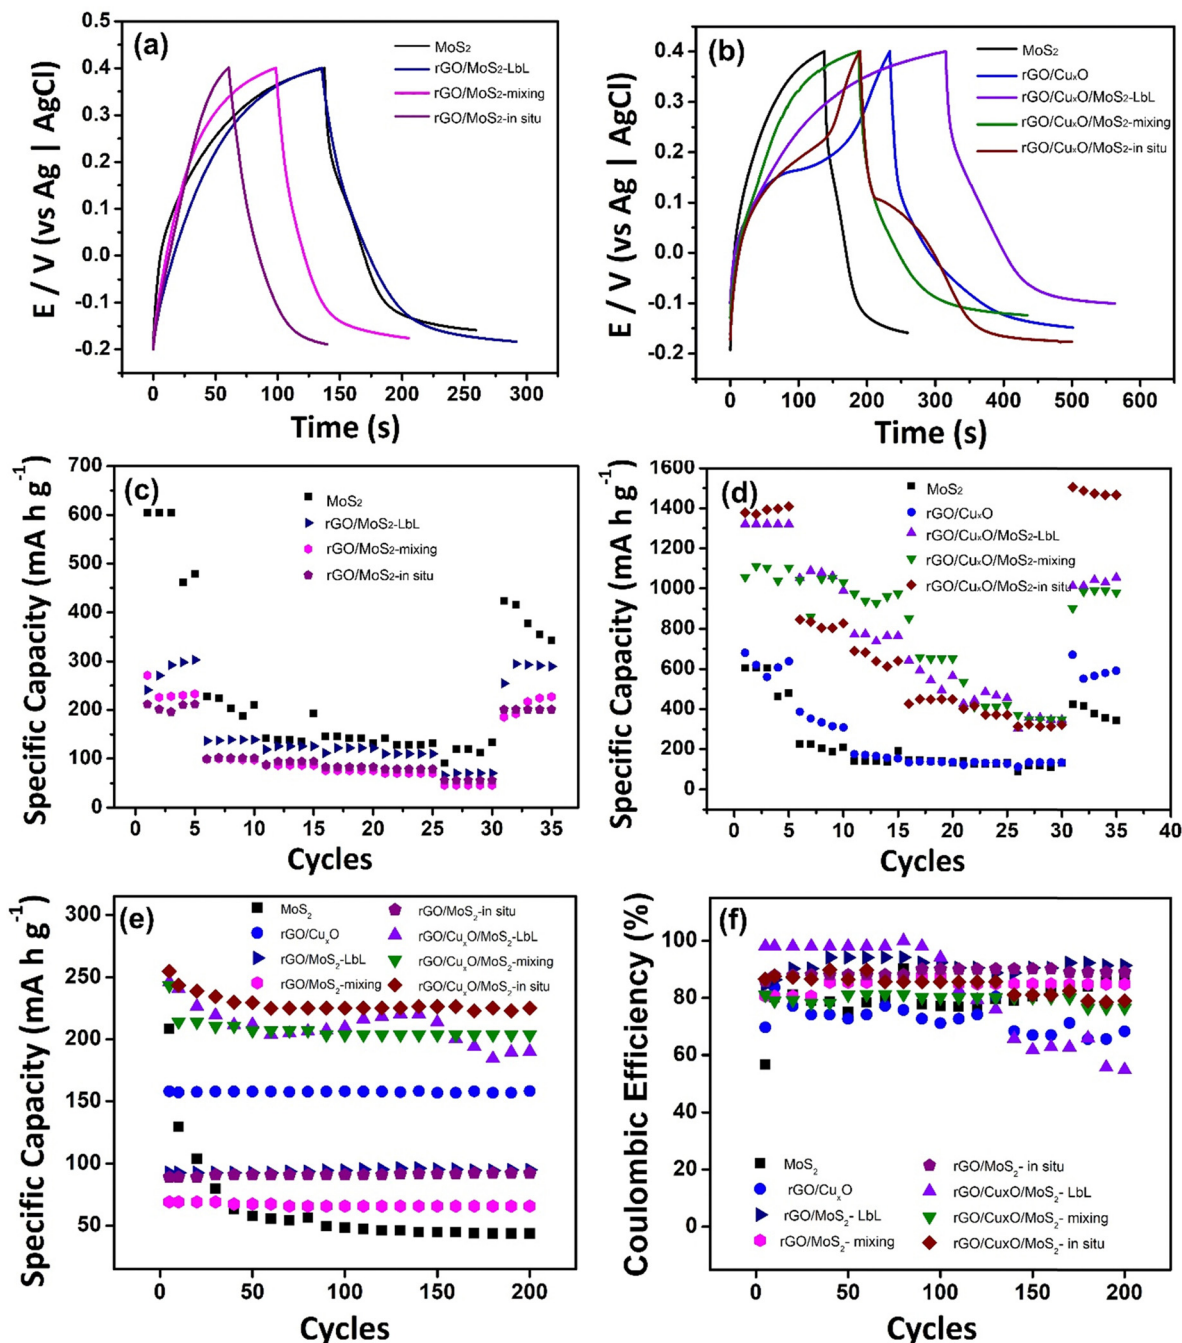 (a)
MoS₂
rGO/MoS₂-LbL
rGO/MoS₂-mixing
rGO/MoS₂-in situ
E / V (vs Ag | AgCl)
0.5
0.4
0.3
0.4
0.0
-0.1
-0.2
0 50 100 150 200 250 300
Time (s)
(b)
MoS₂
rGO/CuₓO
rGO/CuₓO/MoS₂-LbL
rGO/CuₓO/MoS₂-mixing
rGO/CuₓO/MoS₂-in situ
E / V (vs Ag | AgCl)
0.4
0.3
0.2
0.1
0.0
-0.1
-0.2
0 100 200 300 400 500 600
Time (s)
(c)
MoS₂
rGO/MoS₂-LbL
rGO/MoS₂-mixing
rGO/MoS₂-in situ
Specific Capacity (mA h g⁻¹)
700
600
500
400
300
200
100
0
0 5 10 15 20 25 30 35
Cycles
(d)
MoS₂
rGO/CuₓO
rGO/CuₓO/MoS₂-LbL
rGO/CuₓO/MoS₂-mixing
rGO/CuₓO/MoS₂-in situ
Specific Capacity (mA h g⁻¹)
1600
1400
1200
1000
800
600
400
200
0
0 5 10 15 20 25 30 35 40
Cycles
(e)
MoS₂
rGO/CuₓO
rGO/MoS₂-LbL
rGO/MoS₂-mixing
rGO/MoS₂-in situ
rGO/CuₓO/MoS₂-LbL
rGO/CuₓO/MoS₂-mixing
rGO/CuₓO/MoS₂-in situ
Specific Capacity (mA h g⁻¹)
300
250
200
150
100
50
0 50 100 150 200
Cycles
(f)
MoS₂
rGO/CuₓO
rGO/MoS₂- LbL
rGO/MoS₂- mixing
rGO/MoS₂- in situ
rGO/CuxO/MoS₂- LbL
rGO/CuxO/MoS₂- mixing
rGO/CuxO/MoS₂- in situ
Coulombic Efficiency (%)
100
80
60
40
20
0
0 50 100 150 200
Cycles